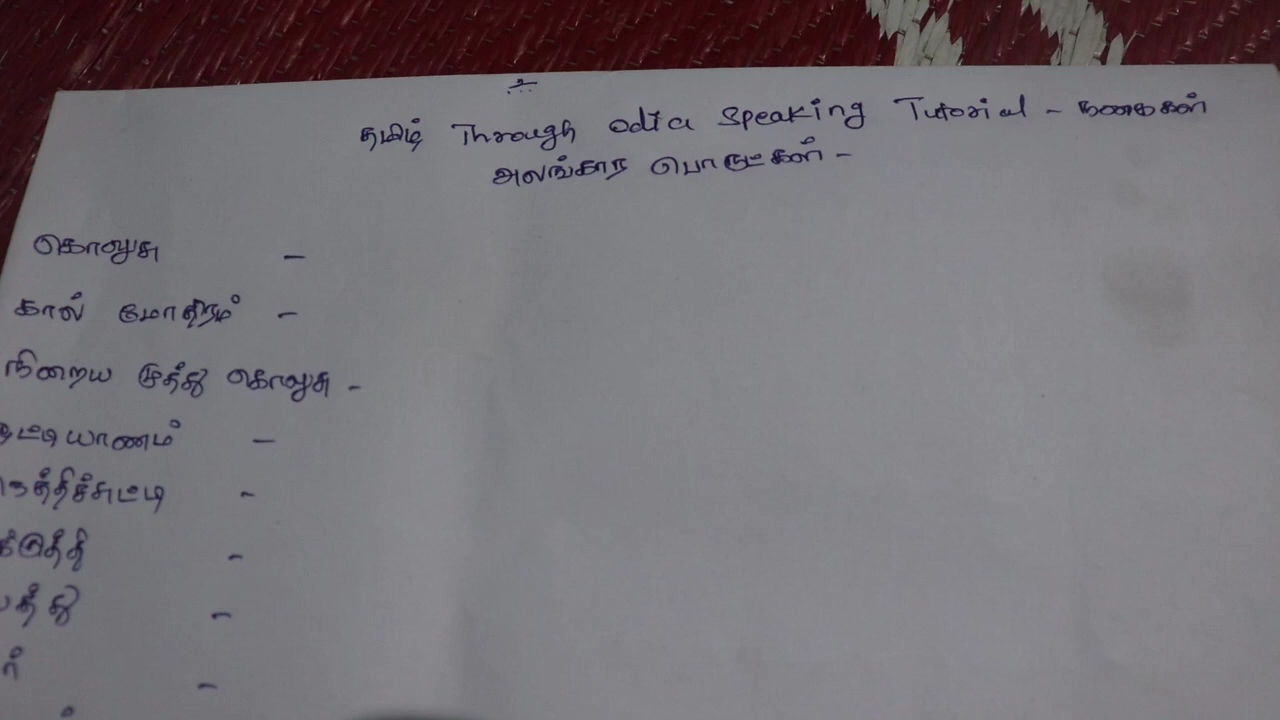 தமிழ் Through Odia Speaking Tutorial - நகைகள்
அலங்கார பொருட்கள் -
கொலுசு -
கால் மோதிரம் -
நிறைய முத்து கொலுசு -
ஒட்டியாணம் -
நெத்திச்சுட்டி -